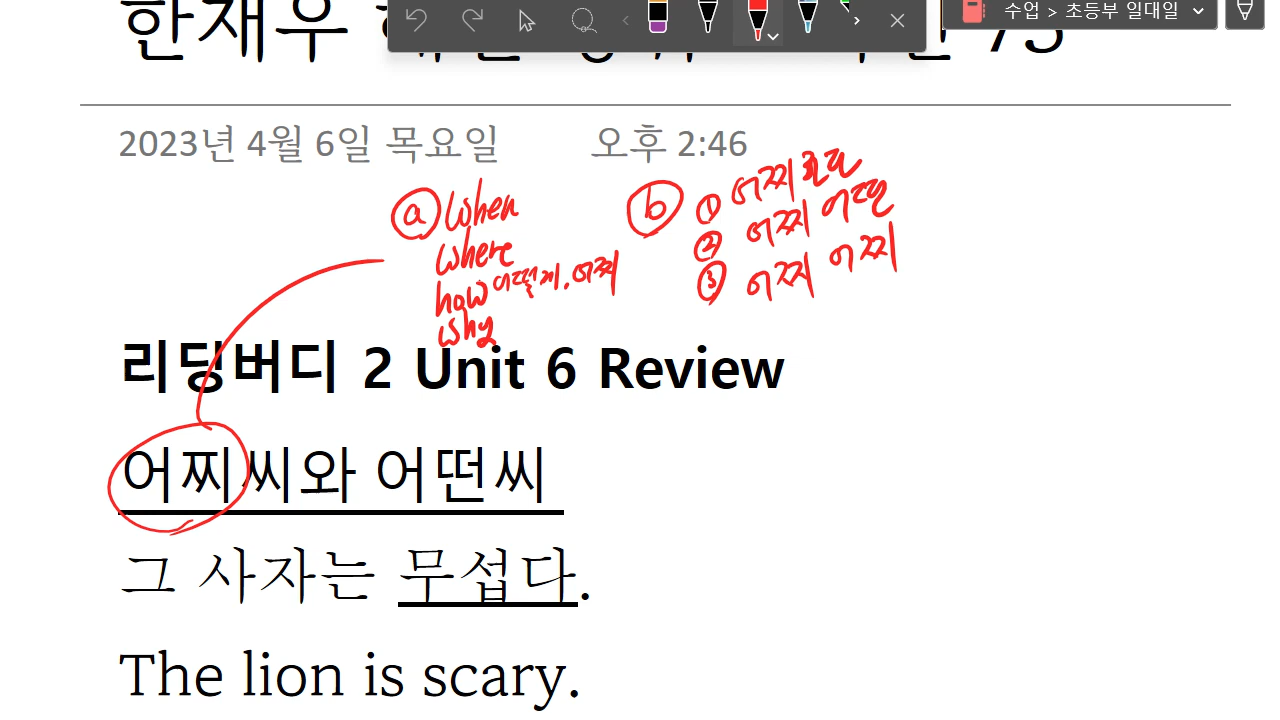 한재우
수업 > 초등부 일대일
2023년 4월 6일 목요일 오후 2:46
ⓐ when
where
how 어떻게, 어찌
why
ⓑ ① 어찌
② 어찌 어떤
③ 어찌 어찌
리딩버디 2 Unit 6 Review
어찌씨와 어떤씨
그 사자는 무섭다.
The lion is scary.